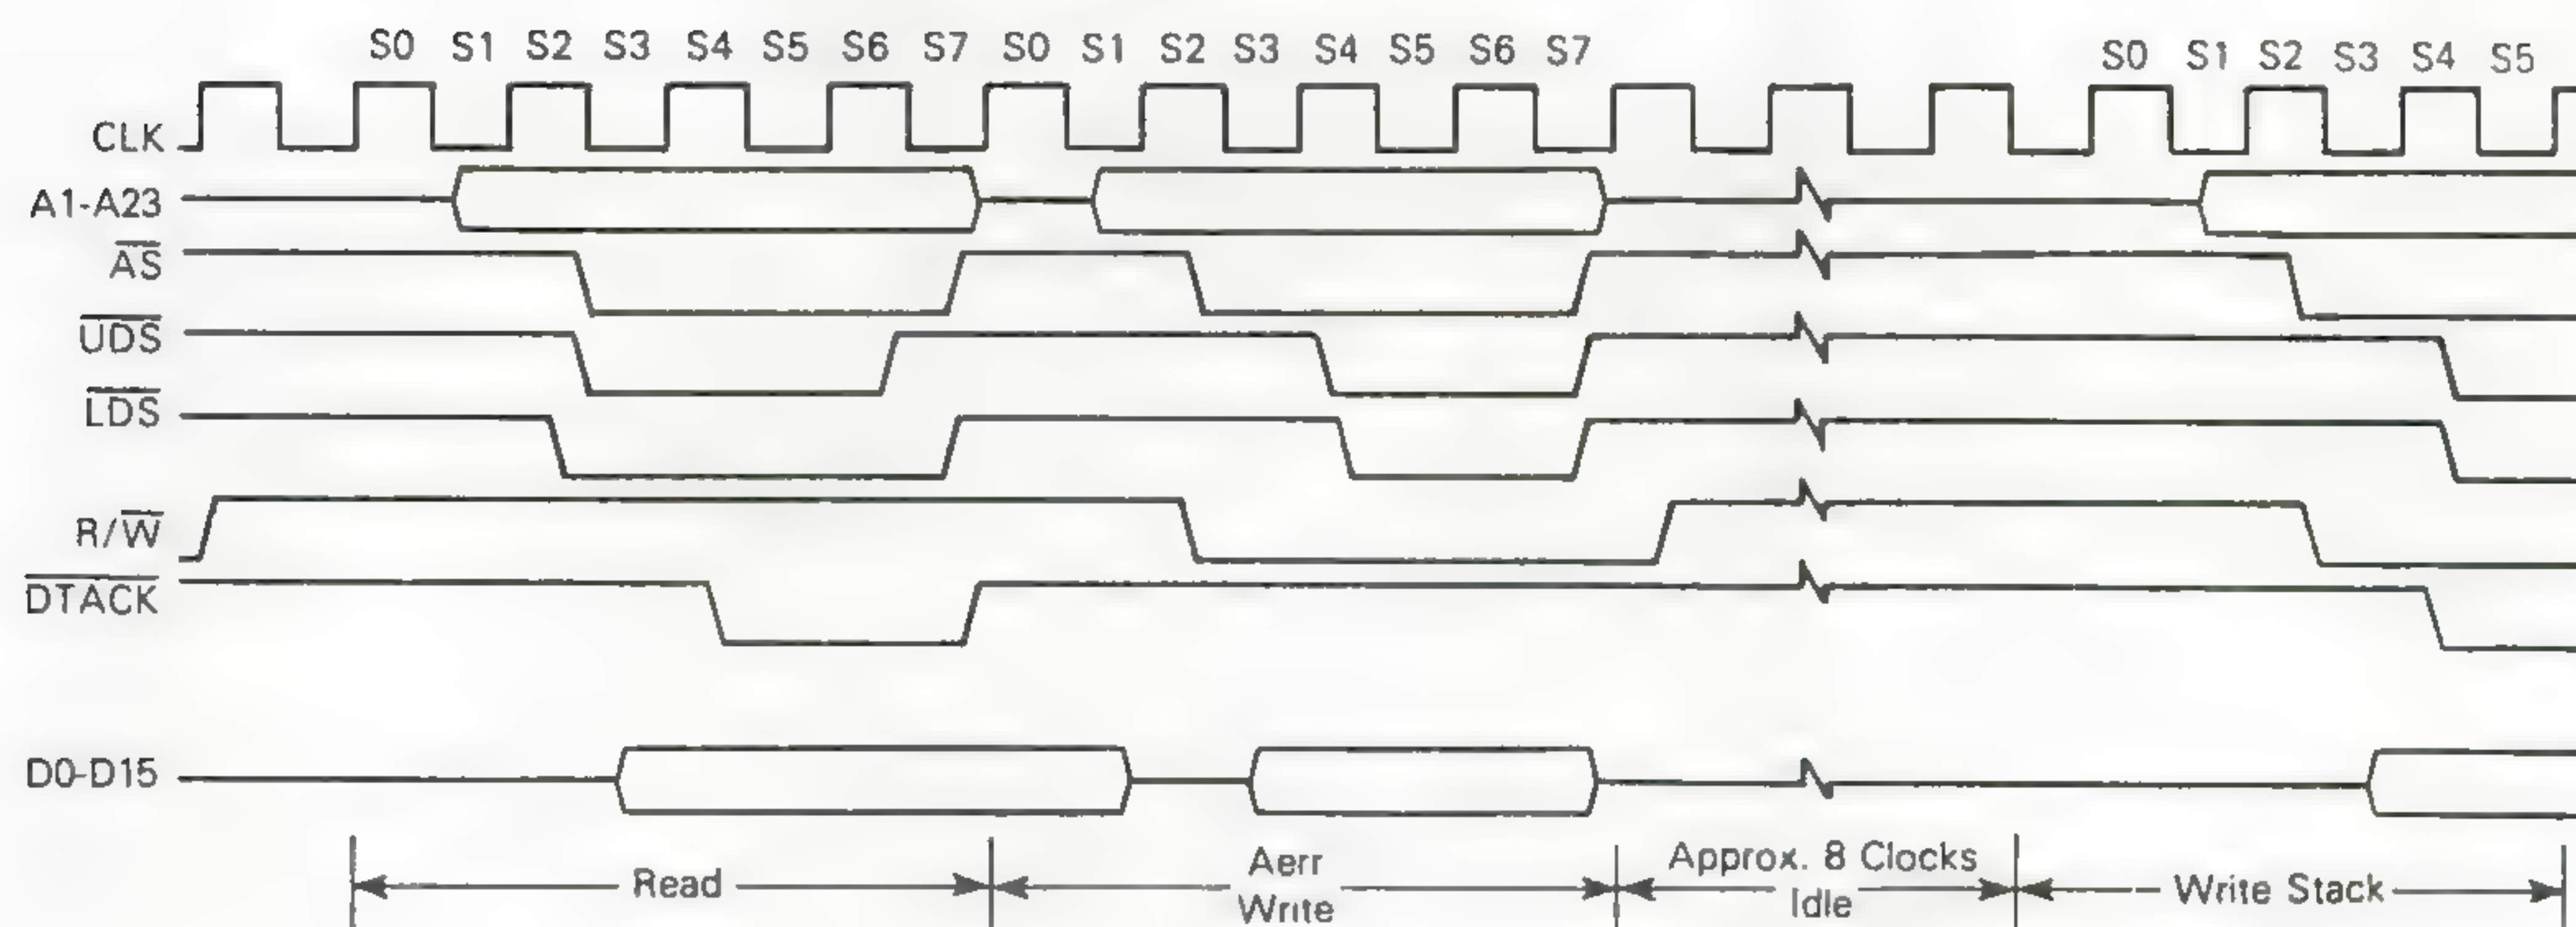 S0 S1 S2 S3 S4 S5 S6 S7 S0 S1 S2 S3 S4 S5 S6 S7 S0 S1 S2 S3 S4 S5
CLK
A1-A23
AS
UDS
LDS
R/W
DTACK
D0-D15
Read
Aerr
Write
Approx. 8 Clocks
Idle
Write Stack